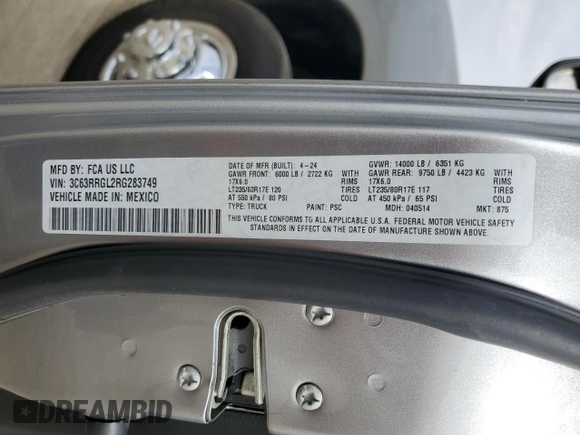 MFD BY: FCA US LLC
VIN: 3C63RRGL2RG283749
VEHICLE MADE IN: MEXICO
DATE OF MFR (BUILT): 4-24
GAWR FRONT: 6000 LB / 2722 KG WITH
17X6.0 RIMS
LT235/80R17E 120 TIRES
AT 550 kPa / 80 PSI COLD
TYPE: TRUCK PAINT: PSC
GVWR: 14000 LB / 6351 KG
GAWR REAR: 9750 LB / 4423 KG WITH
17X6.0 RIMS
LT235/80R17E 117 TIRES
AT 450 kPa / 65 PSI COLD
MDH: 040514 MKT: 875
THIS VEHICLE CONFORMS TO ALL APPLICABLE U.S.A. FEDERAL MOTOR VEHICLE SAFETY
STANDARDS IN EFFECT ON THE DATE OF MANUFACTURE SHOWN ABOVE.
DREAMBID